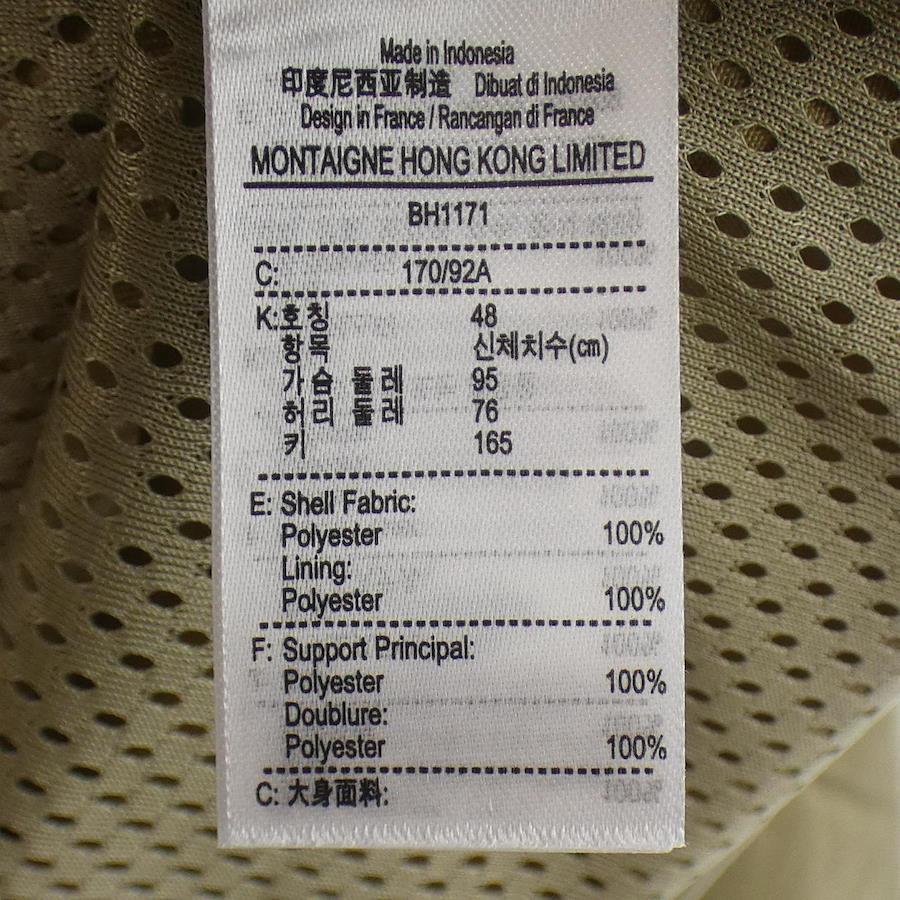 Made in Indonesia
印度尼西亚制造 Dibuat di Indonesia
Design in France / Rancangan di France
MONTAIGNE HONG KONG LIMITED
BH1171
C: 170/92A
K: 호칭 48
항목 신체치수(cm)
가슴 둘레 95
허리 둘레 76
키 165
E: Shell Fabric:
Polyester 100%
Lining:
Polyester 100%
F: Support Principal:
Polyester 100%
Doublure:
Polyester 100%
C: 大身面料: